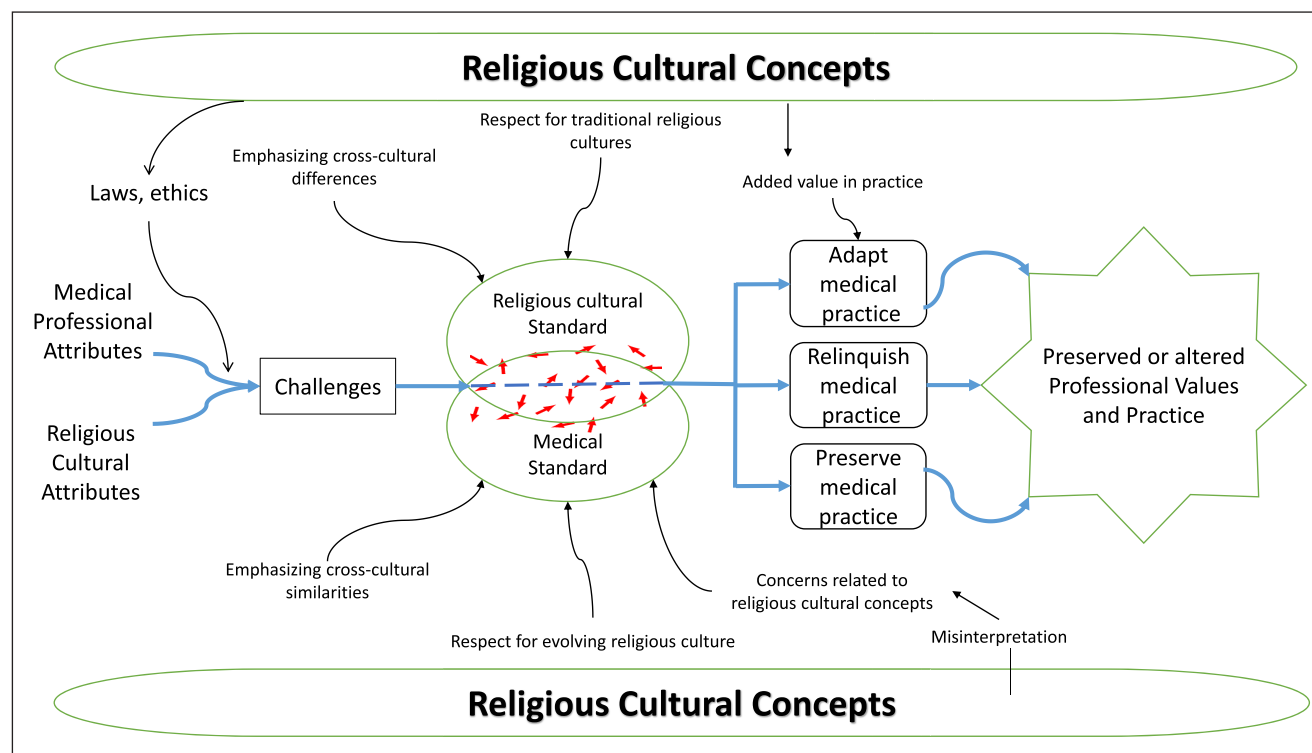 Religious Cultural Concepts
Respect for traditional religious
cultures
Emphasizing cross-cultural
differences
Laws, ethics
Added value in practice
Medical
Professional
Attributes
Religious
Cultural
Attributes
Challenges
Religious cultural
Standard
Medical
Standard
Adapt
medical
practice
Relinquish
medical
practice
Preserve
medical
practice
Preserved or altered
Professional Values
and Practice
Emphasizing cross-cultural
similarities
Respect for evolving religious culture
Concerns related to
religious cultural concepts
Misinterpretation
Religious Cultural Concepts